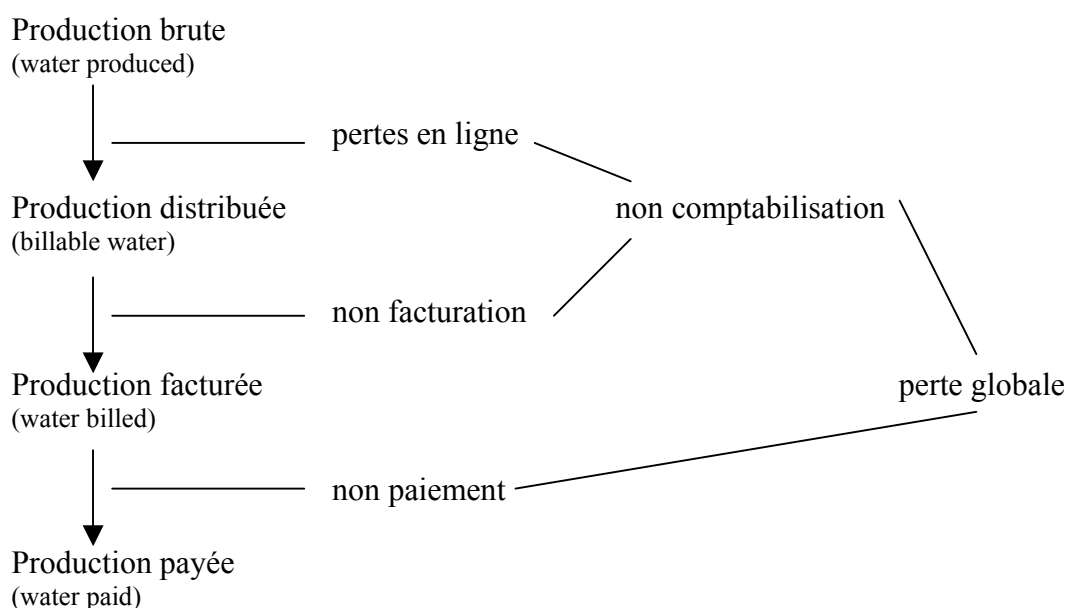 Production brute
(water produced)
pertes en ligne
Production distribuée
(billable water)
non comptabilisation
non facturation
Production facturée
(water billed)
perte globale
non paiement
Production payée
(water paid)